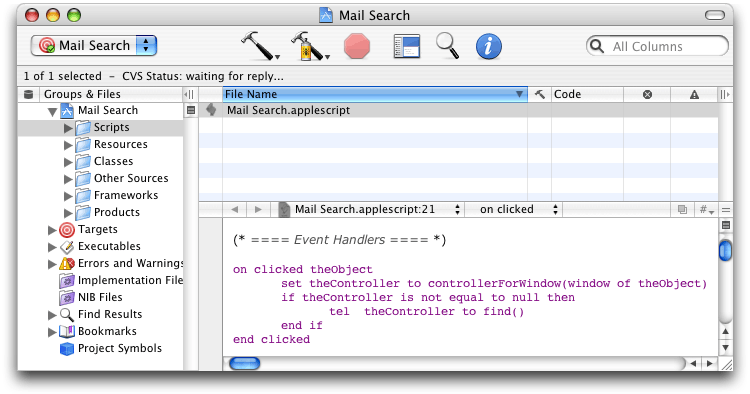 Mail Search
Mail Search
All Columns
1 of 1 selected – CVS Status: waiting for reply...
Groups & Files
File Name
Code
Mail Search
Scripts
Resources
Classes
Other Sources
Frameworks
Products
Targets
Executables
Errors and Warnings
Implementation File
NIB Files
Find Results
Bookmarks
Project Symbols
Mail Search.applescript
Mail Search.applescript:21
on clicked
#
(* ==== Event Handlers ==== *)
on clicked theObject
set theController to controllerForWindow(window of theObject)
if theController is not equal to null then
tel theController to find()
end if
end clicked